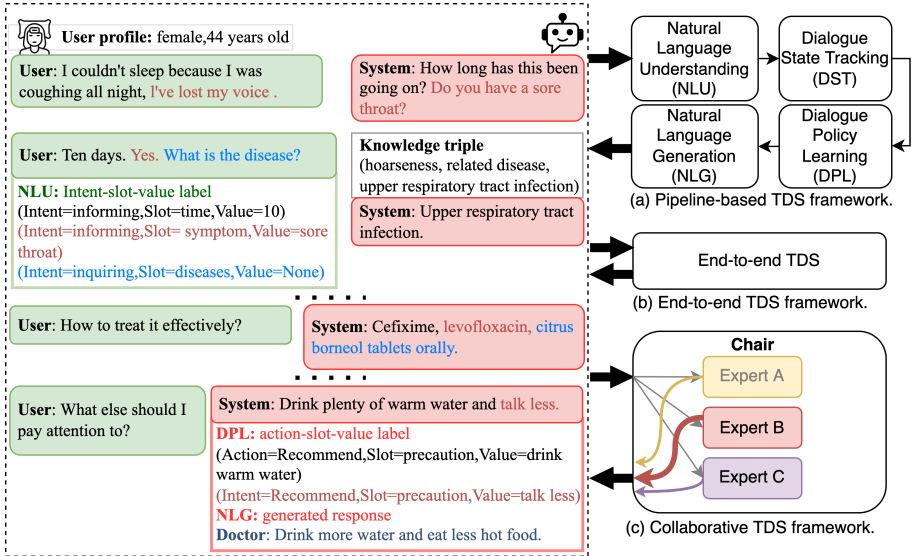 User profile: female,44 years old
User: I couldn't sleep because I was
coughing all night, I've lost my voice .
System: How long has this been
going on? Do you have a sore
throat?
User: Ten days. Yes. What is the disease?
NLU: Intent-slot-value label
(Intent=informing,Slot=time,Value=10)
(Intent=informing,Slot= symptom,Value=sore
throat)
(Intent=inquiring,Slot=diseases,Value=None)
Knowledge triple
(hoarseness, related disease,
upper respiratory tract infection)
System: Upper respiratory tract
infection.
User: How to treat it effectively?
System: Cefixime, levofloxacin, citrus
borneol tablets orally.
User: What else should I
pay attention to?
System: Drink plenty of warm water and talk less.
DPL: action-slot-value label
(Action=Recommend,Slot=precaution,Value=drink
warm water)
(Intent=Recommend,Slot=precaution,Value=talk less)
NLG: generated response
Doctor: Drink more water and eat less hot food.
Natural
Language
Understanding
(NLU)
Dialogue
State Tracking
(DST)
Natural
Language
Generation
(NLG)
Dialogue
Policy
Learning
(DPL)
(a) Pipeline-based TDS framework.
End-to-end TDS
(b) End-to-end TDS framework.
Chair
Expert A
Expert B
Expert C
(c) Collaborative TDS framework.